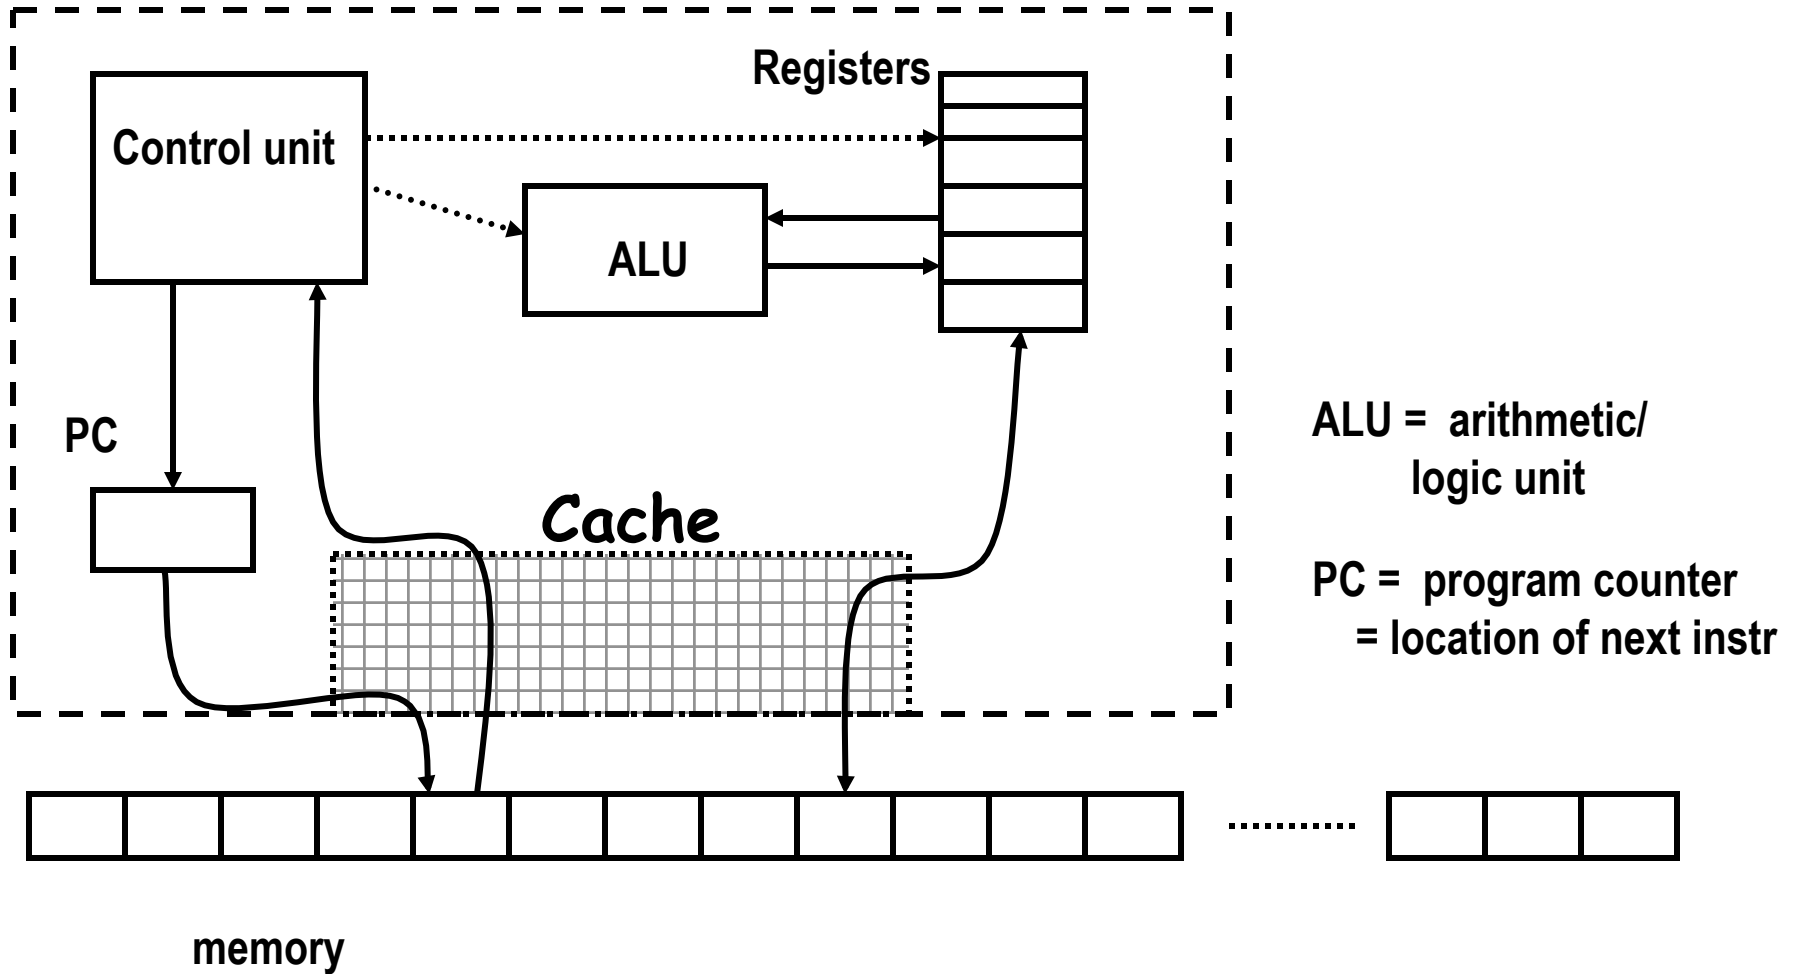 Registers
Control unit
ALU
PC
Cache
ALU = arithmetic/
logic unit
PC = program counter
= location of next instr
memory